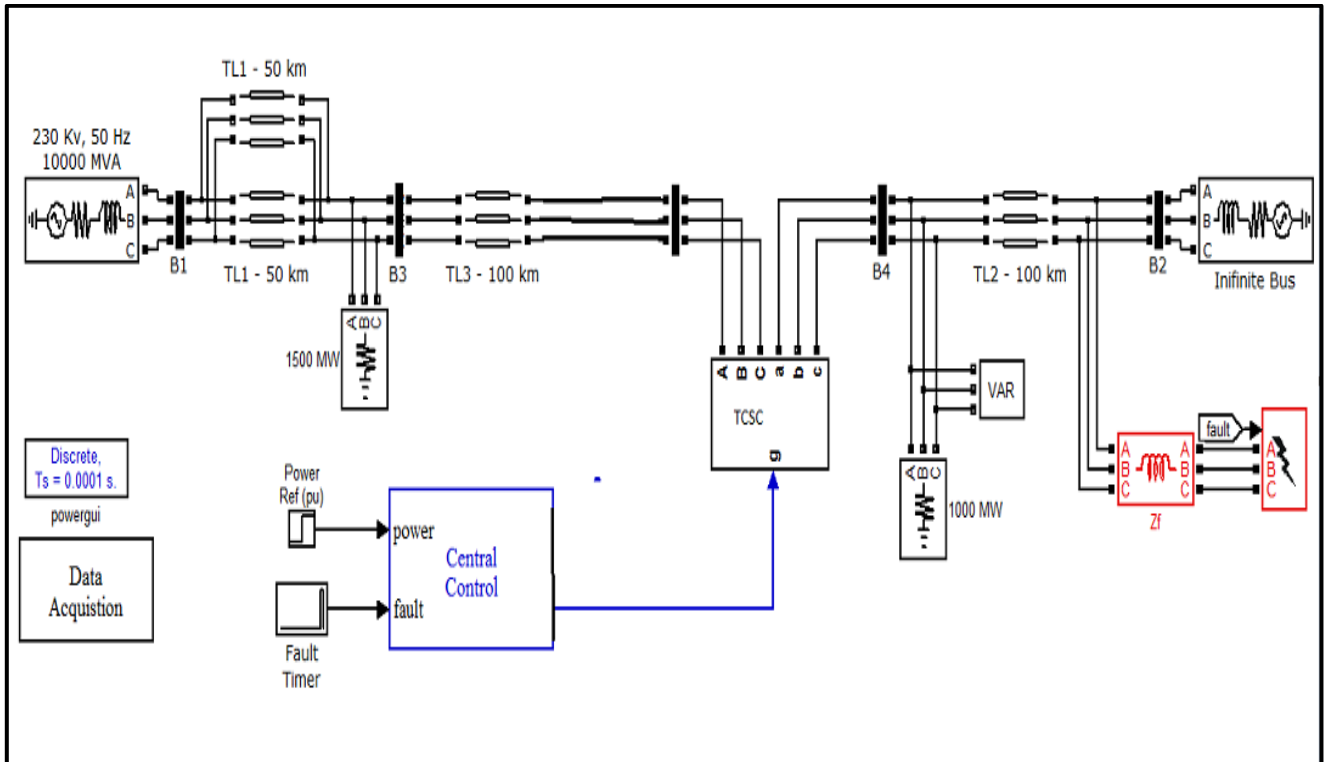 TL1 - 50 km
230 Kv, 50 Hz
10000 MVA
A
B
C
B1
TL1 - 50 km
B3
TL3 - 100 km
B4
TL2 - 100 km
B2
A
B
C
Inifinite Bus
A B C
1500 MW
A B C a b c
TCSC
g
VAR
A B C
1000 MW
fault
A A
B B
C C
Zf
A
B
C
Discrete,
Ts = 0.0001 s.
powergui
Data
Acquistion
Power
Ref (pu)
power
fault
Central
Control
Fault
Timer